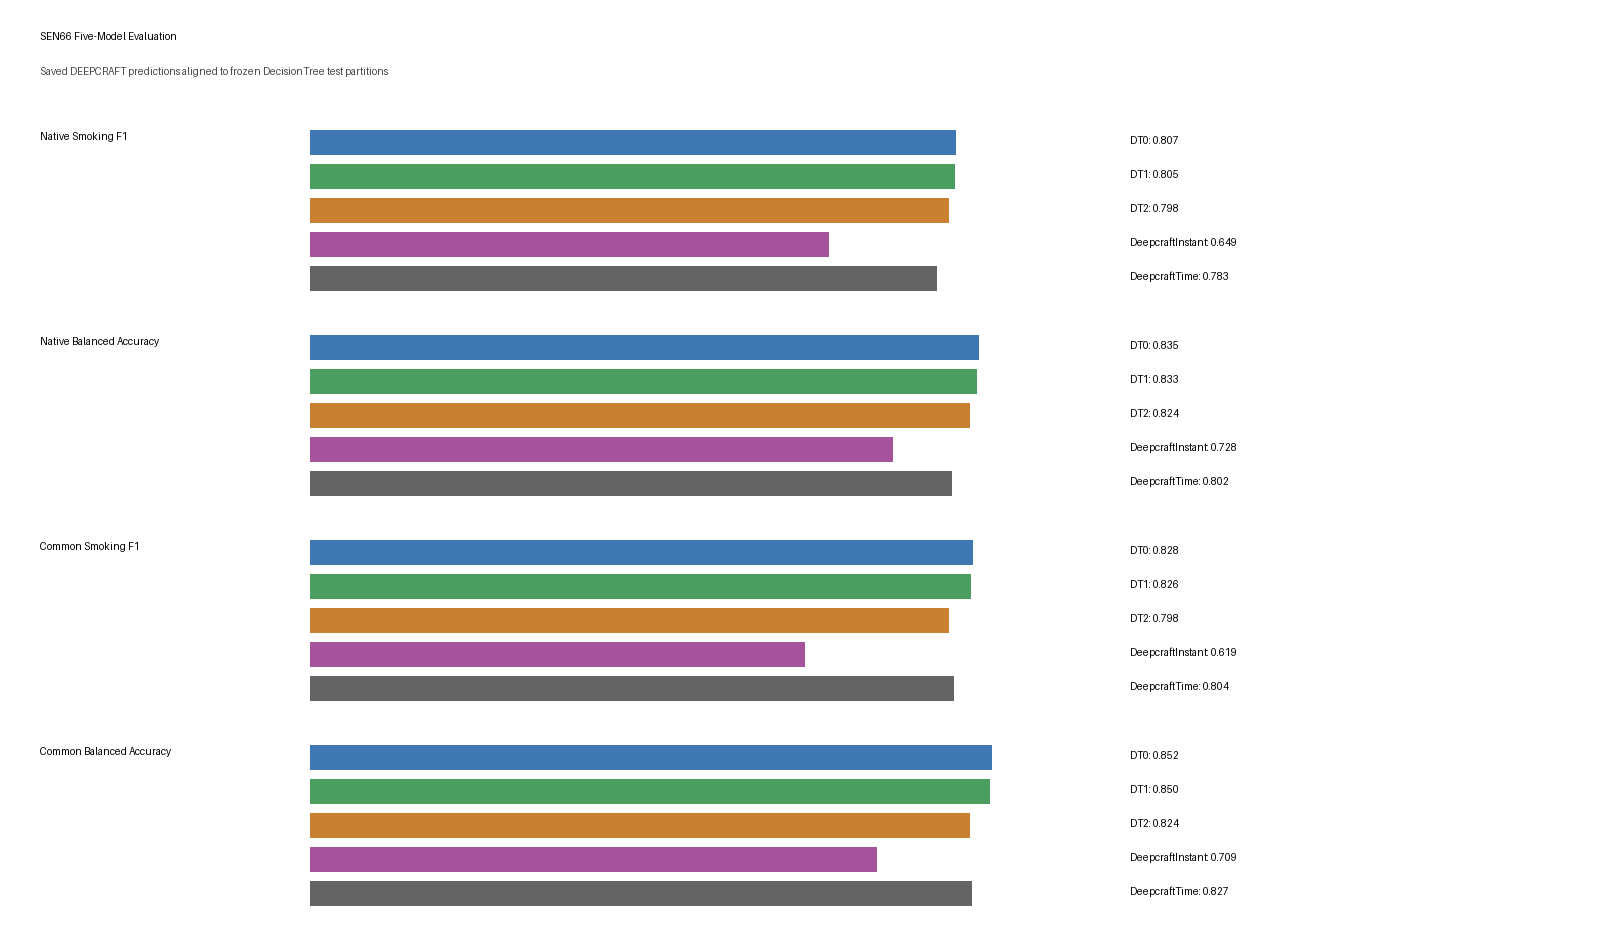 SEN66 Five-Model Evaluation
Saved DEEPCRAFT predictions aligned to frozen DecisionTree test partitions
Native Smoking F1
DT0: 0.807
DT1: 0.805
DT2: 0.798
DeepcraftInstant: 0.649
DeepcraftTime: 0.783
Native Balanced Accuracy
DT0: 0.835
DT1: 0.833
DT2: 0.824
DeepcraftInstant: 0.728
DeepcraftTime: 0.802
Common Smoking F1
DT0: 0.828
DT1: 0.826
DT2: 0.798
DeepcraftInstant: 0.619
DeepcraftTime: 0.804
Common Balanced Accuracy
DT0: 0.852
DT1: 0.850
DT2: 0.824
DeepcraftInstant: 0.709
DeepcraftTime: 0.827